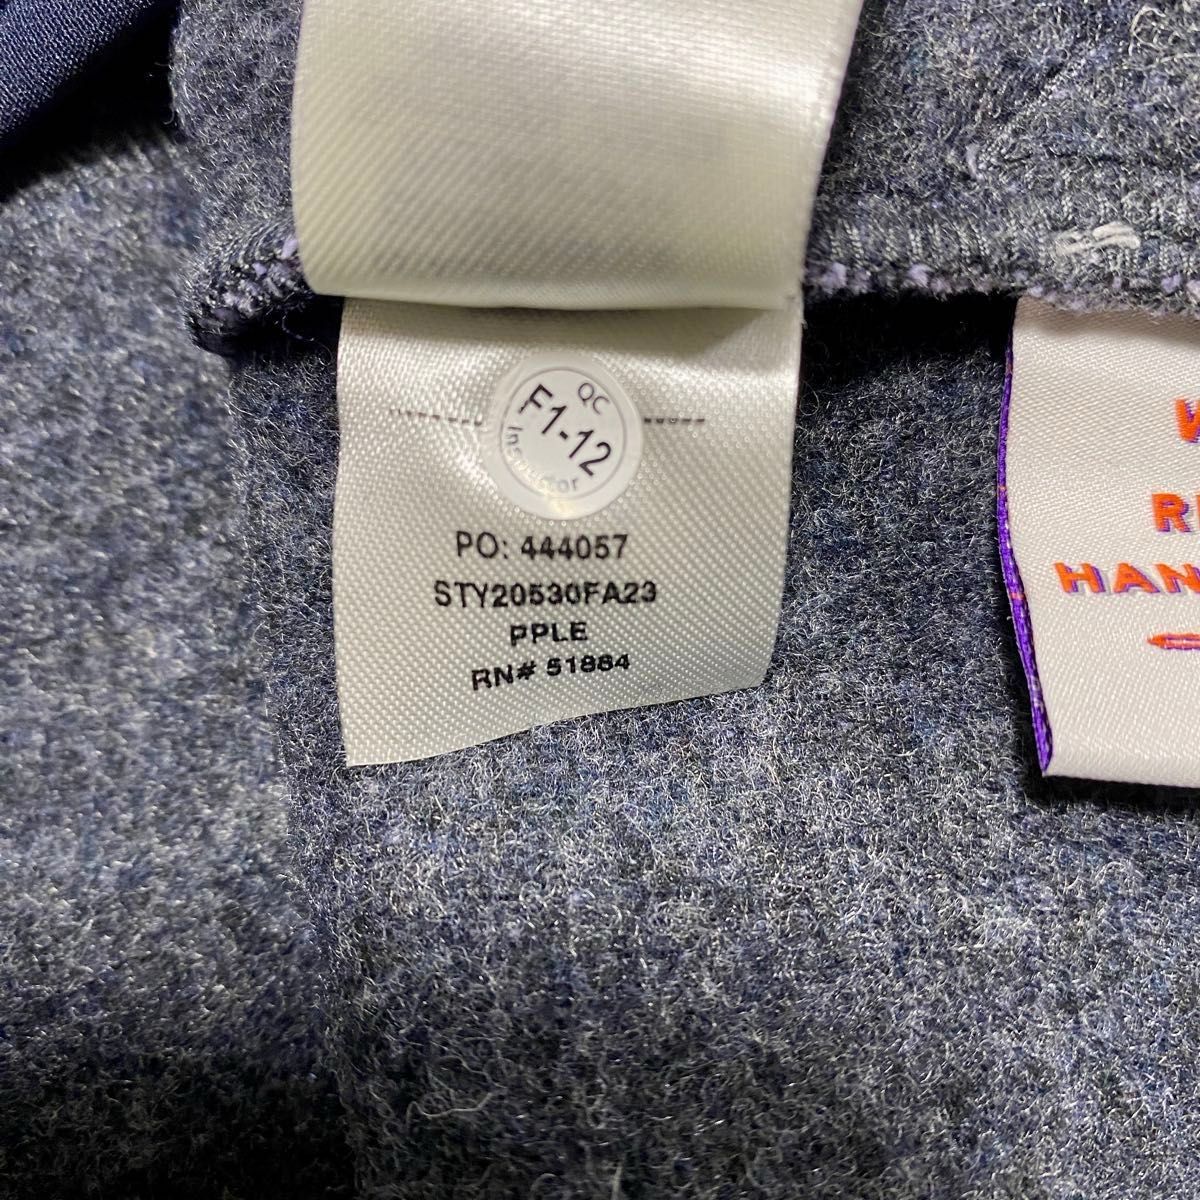 QC
F1-12
Inspector
PO: 444057
STY20530FA23
PPLE
RN# 51884
HAN